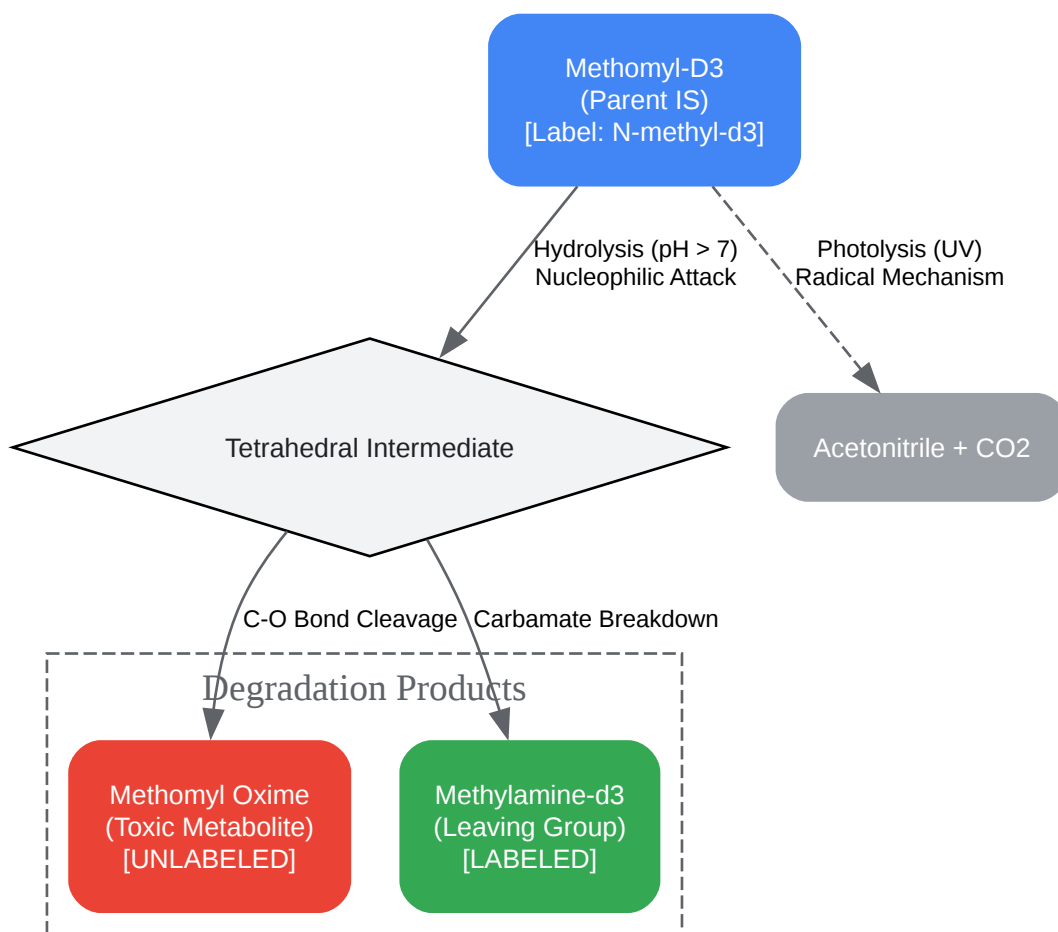 Methomyl-D3
(Parent IS)
[Label: N-methyl-d3]
Hydrolysis (pH > 7)
Nucleophilic Attack
Photolysis (UV)
Radical Mechanism
Tetrahedral Intermediate
Acetonitrile + CO2
C-O Bond Cleavage
Carbamate Breakdown
Degradation Products
Methomyl Oxime
(Toxic Metabolite)
[UNLABELED]
Methylamine-d3
(Leaving Group)
[LABELED]